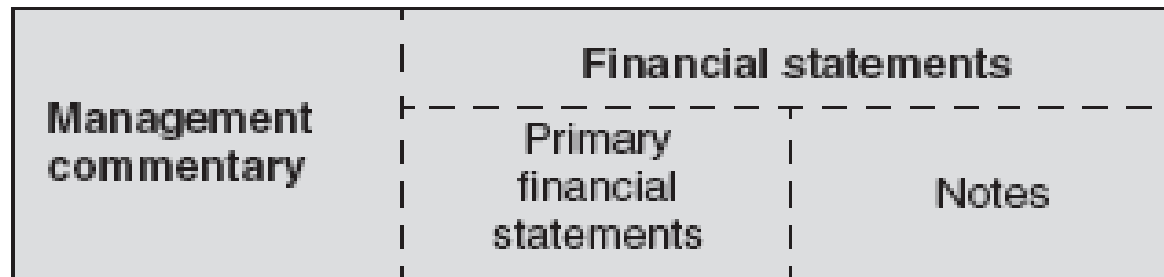 Management
commentary
Financial statements
Primary
financial
statements
Notes